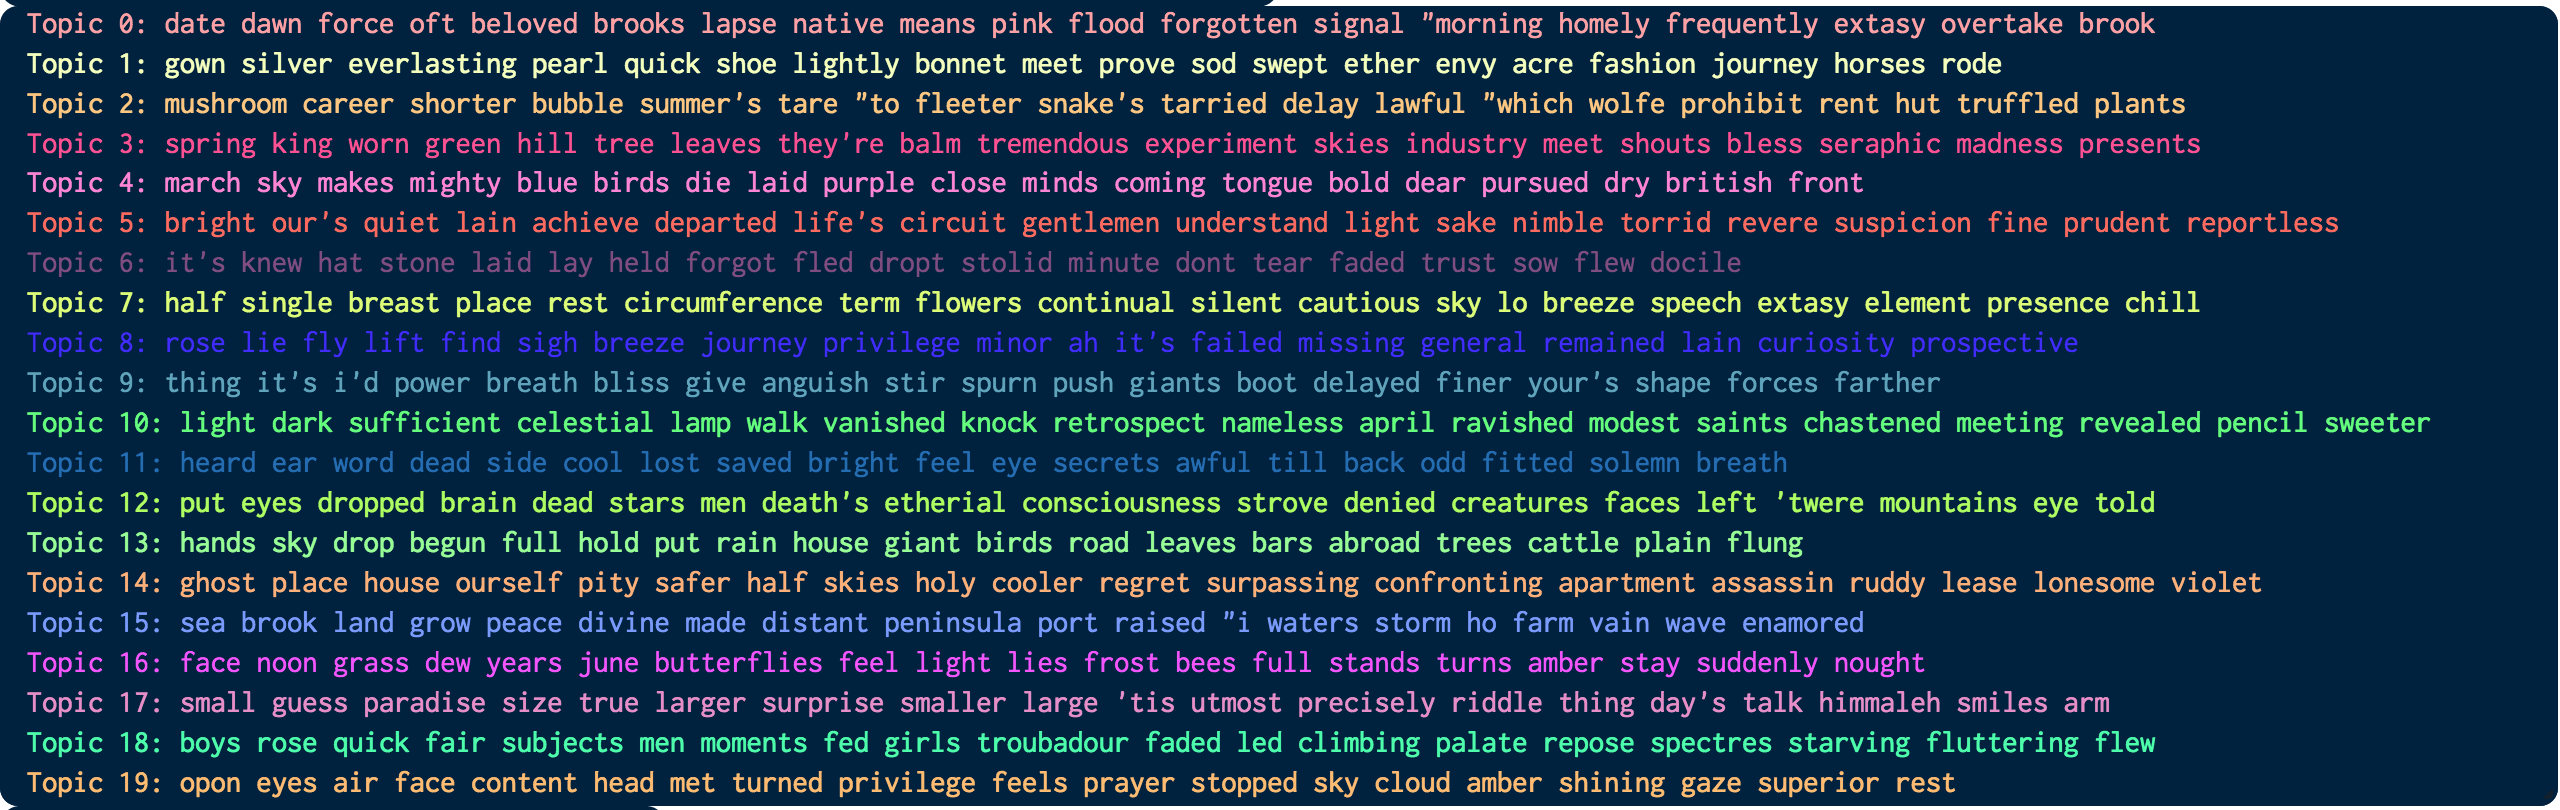 Topic 0: date dawn force oft beloved brooks lapse native means pink flood forgotten signal "morning homely frequently extasy overtake brook
Topic 1: gown silver everlasting pearl quick shoe lightly bonnet meet prove sod swept ether envy acre fashion journey horses rode
Topic 2: mushroom career shorter bubble summer's tare "to fleeter snake's tarried delay lawful "which wolfe prohibit rent hut truffled plants
Topic 3: spring king worn green hill tree leaves they're balm tremendous experiment skies industry meet shouts bless seraphic madness presents
Topic 4: march sky makes mighty blue birds die laid purple close minds coming tongue bold dear pursued dry british front
Topic 5: bright our's quiet lain achieve departed life's circuit gentlemen understand light sake nimble torrid revere suspicion fine prudent reportless
Topic 6: it's knew hat stone laid lay held forgot fled dropt stolid minute dont tear faded trust sow flew docile
Topic 7: half single breast place rest circumference term flowers continual silent cautious sky lo breeze speech extasy element presence chill
Topic 8: rose lie fly lift find sigh breeze journey privilege minor ah it's failed missing general remained lain curiosity prospective
Topic 9: thing it's i'd power breath bliss give anguish stir spurn push giants boot delayed finer your's shape forces farther
Topic 10: light dark sufficient celestial lamp walk vanished knock retrospect nameless april ravished modest saints chastened meeting revealed pencil sweeter
Topic 11: heard ear word dead side cool lost saved bright feel eye secrets awful till back odd fitted solemn breath
Topic 12: put eyes dropped brain dead stars men death's etherial consciousness strove denied creatures faces left 'twere mountains eye told
Topic 13: hands sky drop begun full hold put rain house giant birds road leaves bars abroad trees cattle plain flung
Topic 14: ghost place house ourself pity safer half skies holy cooler regret surpassing confronting apartment assassin ruddy lease lonesome violet
Topic 15: sea brook land grow peace divine made distant peninsula port raised "i waters storm ho farm vain wave enamored
Topic 16: face noon grass dew years june butterflies feel light lies frost bees full stands turns amber stay suddenly nought
Topic 17: small guess paradise size true larger surprise smaller large 'tis utmost precisely riddle thing day's talk himmaleh smiles arm
Topic 18: boys rose quick fair subjects men moments fed girls troubadour faded led climbing palate repose spectres starving fluttering flew
Topic 19: opon eyes air face content head met turned privilege feels prayer stopped sky cloud amber shining gaze superior rest